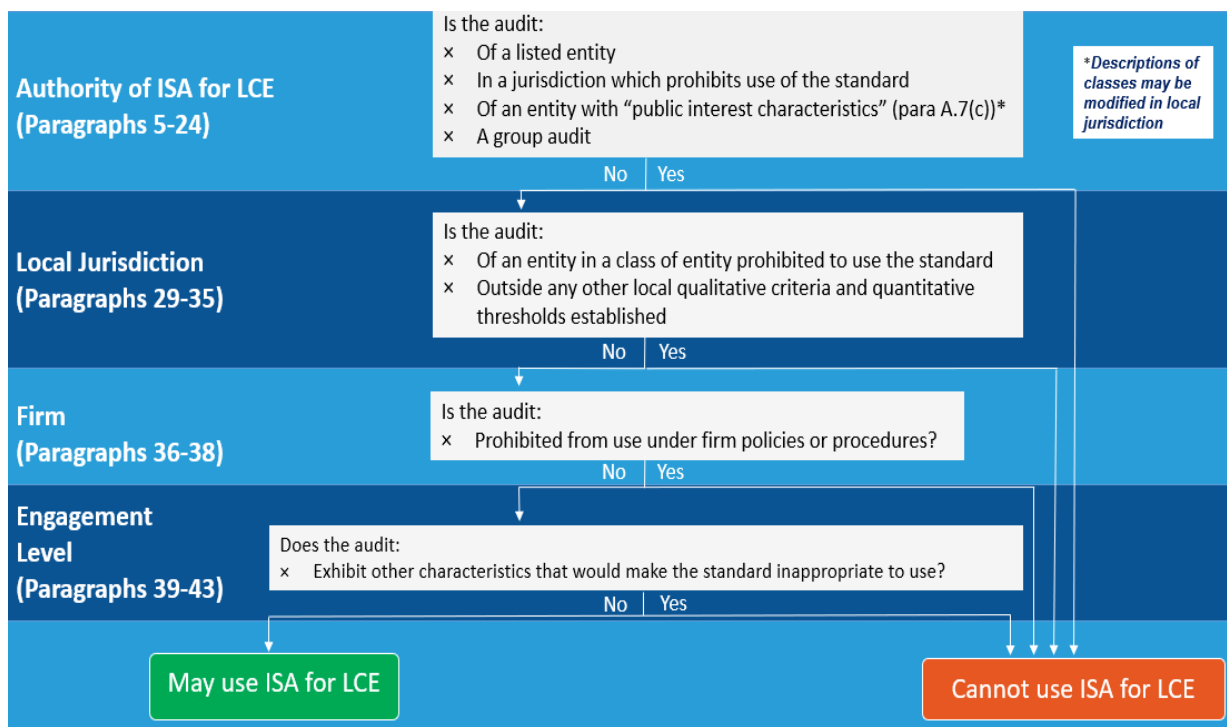 Authority of ISA for LCE
(Paragraphs 5-24)
Is the audit:
× Of a listed entity
× In a jurisdiction which prohibits use of the standard
× Of an entity with “public interest characteristics” (para A.7(c))*
× A group audit
*Descriptions of
classes may be
modified in local
jurisdiction
No Yes
Local Jurisdiction
(Paragraphs 29-35)
Is the audit:
× Of an entity in a class of entity prohibited to use the standard
× Outside any other local qualitative criteria and quantitative
thresholds established
No Yes
Firm
(Paragraphs 36-38)
Is the audit:
× Prohibited from use under firm policies or procedures?
No Yes
Engagement
Level
(Paragraphs 39-43)
Does the audit:
× Exhibit other characteristics that would make the standard inappropriate to use?
No Yes
May use ISA for LCE
Cannot use ISA for LCE